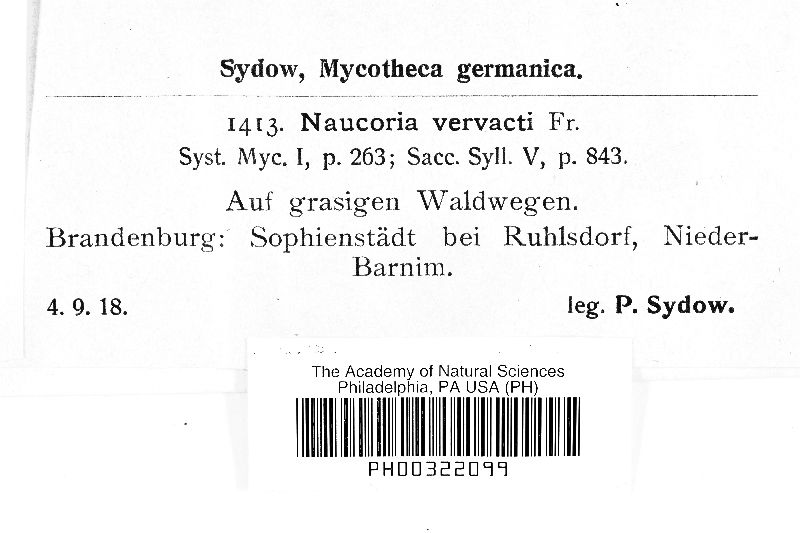 Sydow, Mycotheca germanica.
1413. Naucoria vervacti Fr.
Syst. Myc. I, p. 263; Sacc. Syll. V, p. 843.
Auf grasigen Waldwegen.
Brandenburg: Sophienstädt bei Ruhlsdorf, Nieder-
Barnim.
4. 9. 18. leg. P. Sydow.
The Academy of Natural Sciences
Philadelphia, PA USA (PH)
PH00322099